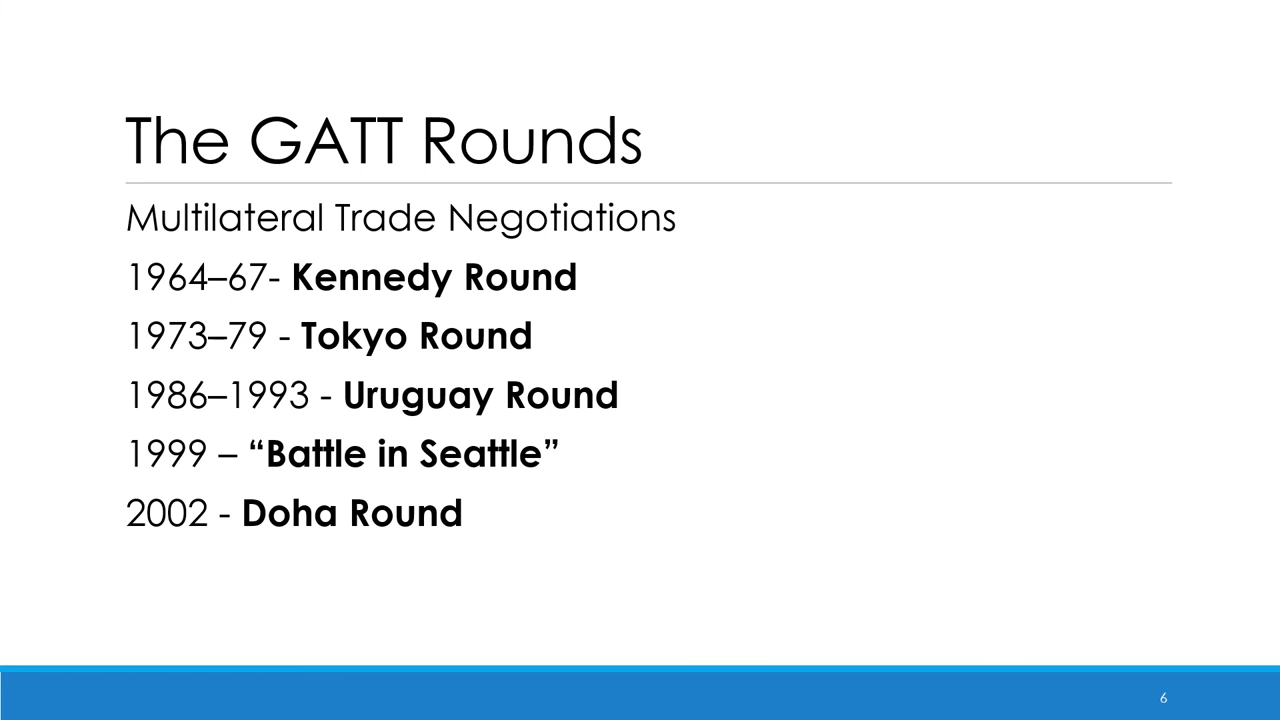 The GATT Rounds
Multilateral Trade Negotiations
1964–67- Kennedy Round
1973–79 - Tokyo Round
1986–1993 - Uruguay Round
1999 – “Battle in Seattle”
2002 - Doha Round
6